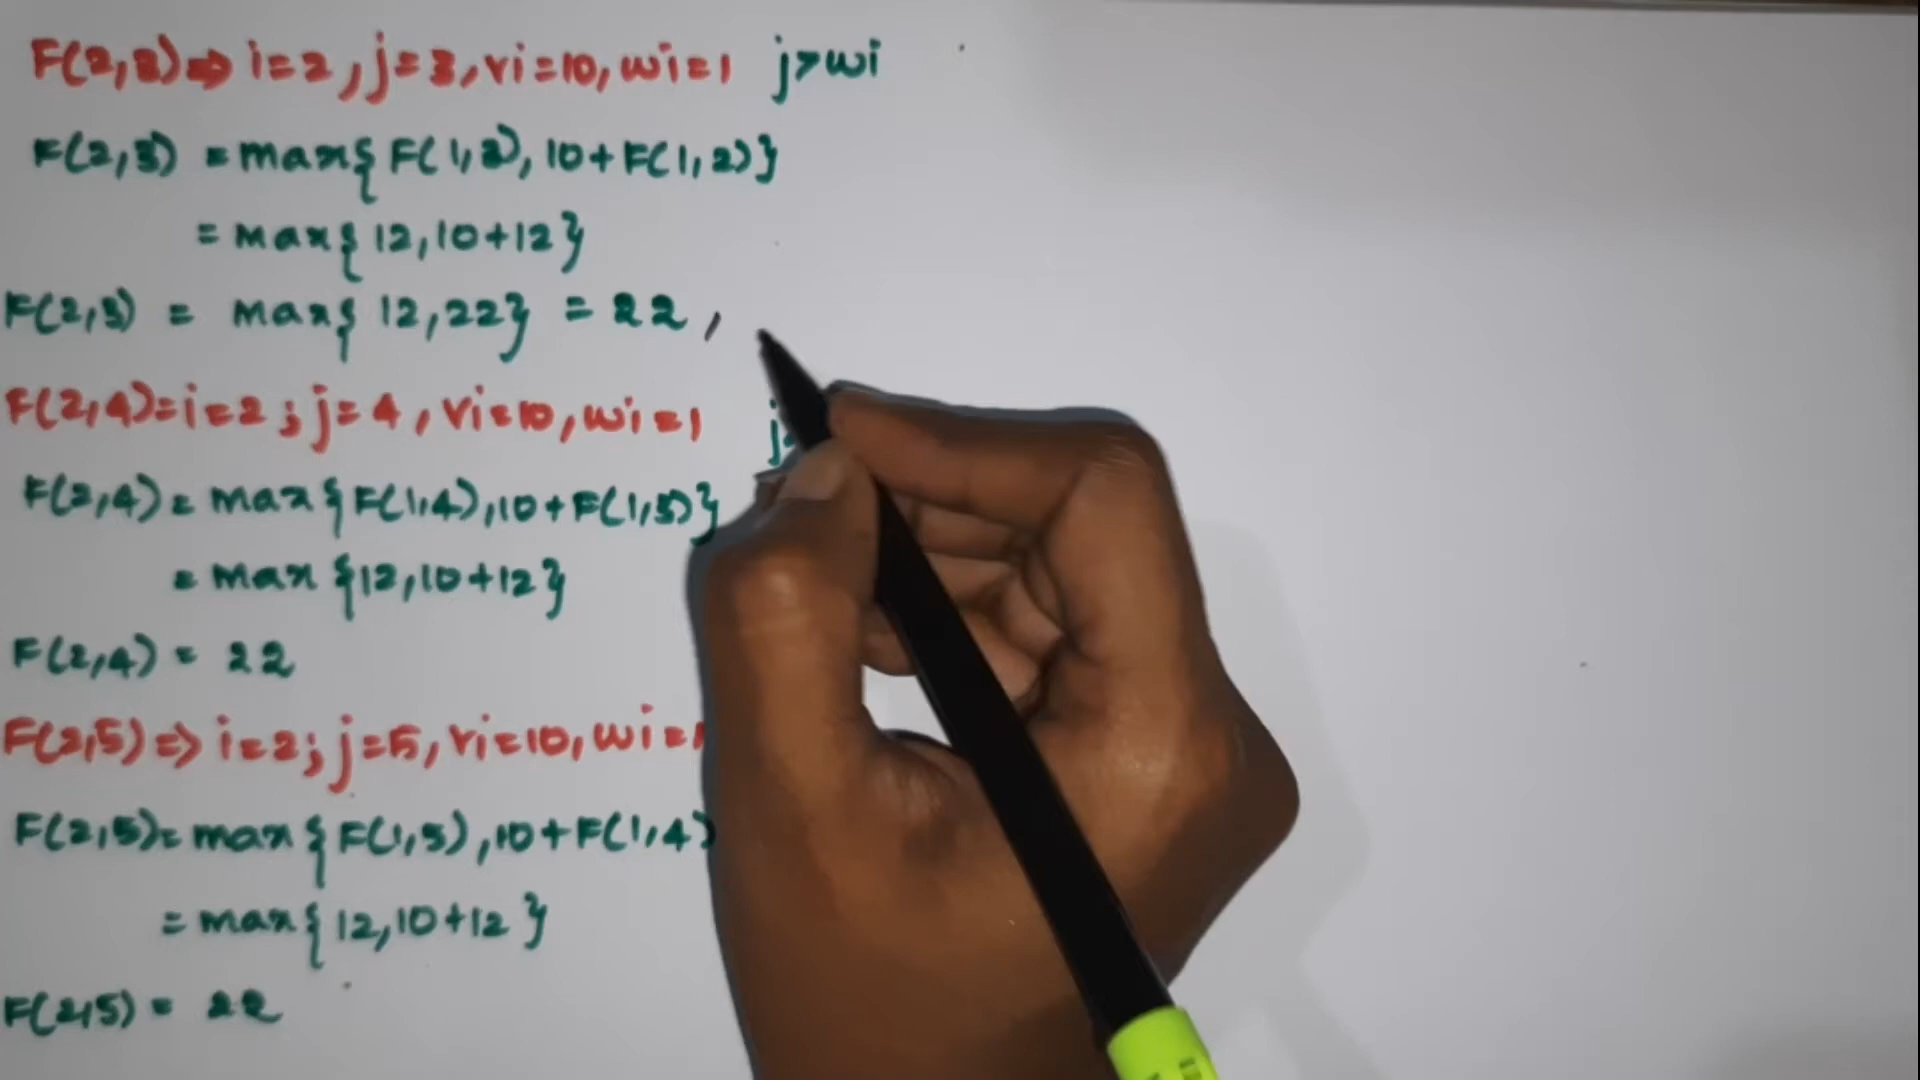 F(2,3) ⇒ i=2, j=3, vi=10, wi=1 j>wi
F(2,3) = max{F(1,3), 10+F(1,2)}
= max{12,10+12}
F(2,3) = max{12,22} = 22,
F(2,4)=i=2; j=4, vi=10, wi=1 j
F(2,4)= max{F(1,4),10+F(1,3)}
= max{12,10+12}
F(2,4) = 22
F(2,5)=> i=2; j=5, vi=10, wi=1
F(2,5)= max{F(1,5),10+F(1,4)
= max{12,10+12}
F(2,5) = 22